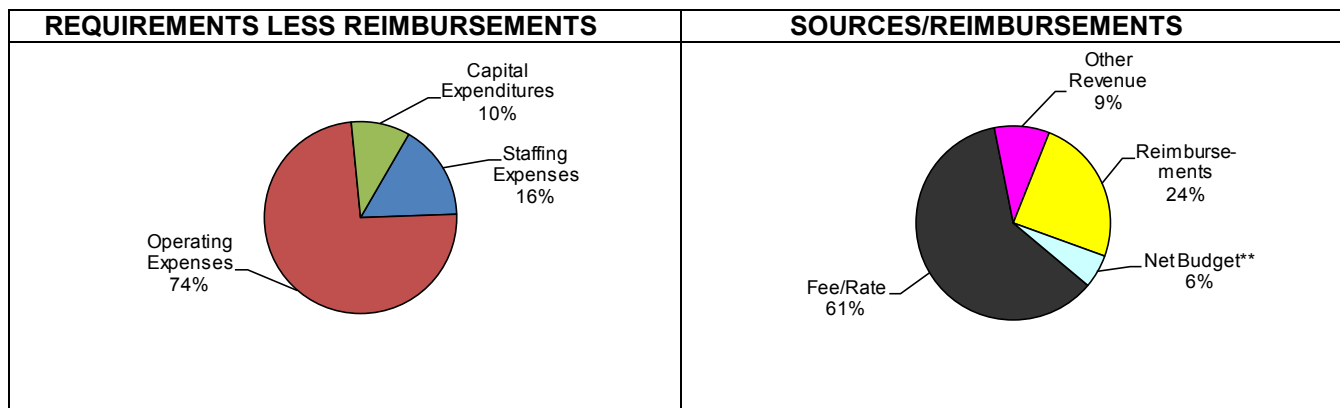 REQUIREMENTS LESS REIMBURSEMENTS
Capital
Expenditures
10%
Staffing
Expenses
16%
Operating
Expenses
74%
SOURCES/REIMBURSEMENTS
Other
Revenue
9%
Reimburse-
ments
24%
Net Budget**
6%
Fee/Rate
61%